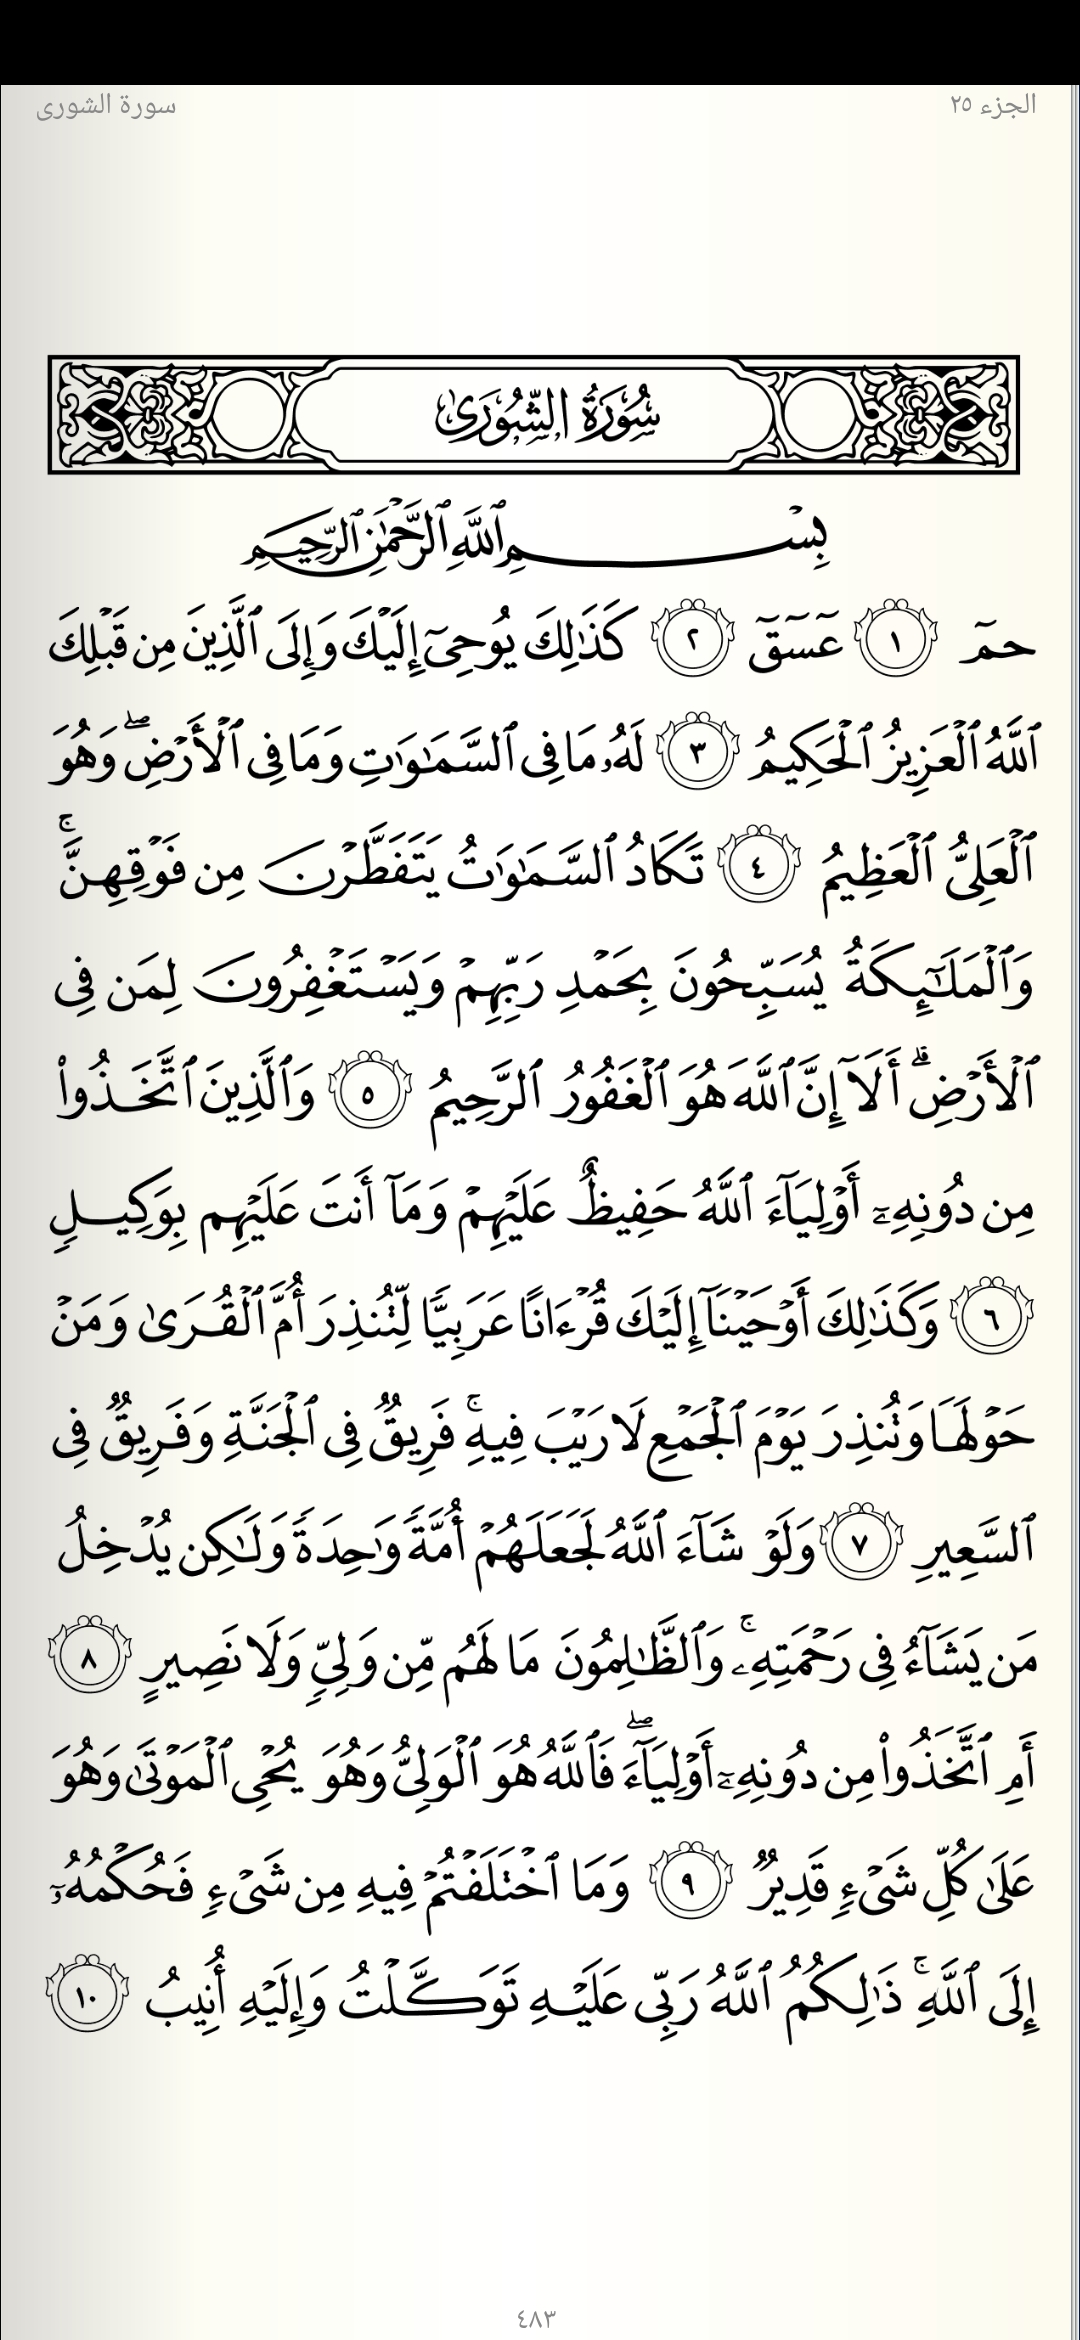 الجزء ٢٥
سورة الشورى
سُورَةُ الشُّورَىٰ
بِسْمِ ٱللَّهِ ٱلرَّحْمَٰنِ ٱلرَّحِيمِ
حمٓ ١ عٓسٓقٓ ٢ كَذَٰلِكَ يُوحِىٓ إِلَيْكَ وَإِلَى ٱلَّذِينَ مِن قَبْلِكَ
ٱللَّهُ ٱلْعَزِيزُ ٱلْحَكِيمُ ٣ لَهُۥ مَا فِى ٱلسَّمَٰوَٰتِ وَمَا فِى ٱلْأَرْضِ ۖ وَهُوَ
ٱلْعَلِىُّ ٱلْعَظِيمُ ٤ تَكَادُ ٱلسَّمَٰوَٰتُ يَتَفَطَّرْنَ مِن فَوْقِهِنَّ ۚ
وَٱلْمَلَٰٓئِكَةُ يُسَبِّحُونَ بِحَمْدِ رَبِّهِمْ وَيَسْتَغْفِرُونَ لِمَن فِى
ٱلْأَرْضِ ۗ أَلَآ إِنَّ ٱللَّهَ هُوَ ٱلْغَفُورُ ٱلرَّحِيمُ ٥ وَٱلَّذِينَ ٱتَّخَذُوا۟
مِن دُونِهِۦٓ أَوْلِيَآءَ ٱللَّهُ حَفِيظٌ عَلَيْهِمْ وَمَآ أَنتَ عَلَيْهِم بِوَكِيلٍ
٦ وَكَذَٰلِكَ أَوْحَيْنَآ إِلَيْكَ قُرْءَانًا عَرَبِيًّا لِّتُنذِرَ أُمَّ ٱلْقُرَىٰ وَمَنْ
حَوْلَهَا وَتُنذِرَ يَوْمَ ٱلْجَمْعِ لَا رَيْبَ فِيهِ ۚ فَرِيقٌ فِى ٱلْجَنَّةِ وَفَرِيقٌ فِى
ٱلسَّعِيرِ ٧ وَلَوْ شَآءَ ٱللَّهُ لَجَعَلَهُمْ أُمَّةً وَٰحِدَةً وَلَٰكِن يُدْخِلُ
مَن يَشَآءُ فِى رَحْمَتِهِۦ ۚ وَٱلظَّٰلِمُونَ مَا لَهُم مِّن وَلِىٍّ وَلَا نَصِيرٍ ٨
أَمِ ٱتَّخَذُوا۟ مِن دُونِهِۦٓ أَوْلِيَآءَ ۖ فَٱللَّهُ هُوَ ٱلْوَلِىُّ وَهُوَ يُحْىِ ٱلْمَوْتَىٰ وَهُوَ
عَلَىٰ كُلِّ شَىْءٍ قَدِيرٌ ٩ وَمَا ٱخْتَلَفْتُمْ فِيهِ مِن شَىْءٍ فَحُكْمُهُۥٓ
إِلَى ٱللَّهِ ۚ ذَٰلِكُمُ ٱللَّهُ رَبِّى عَلَيْهِ تَوَكَّلْتُ وَإِلَيْهِ أُنِيبُ ١٠
٤٨٣